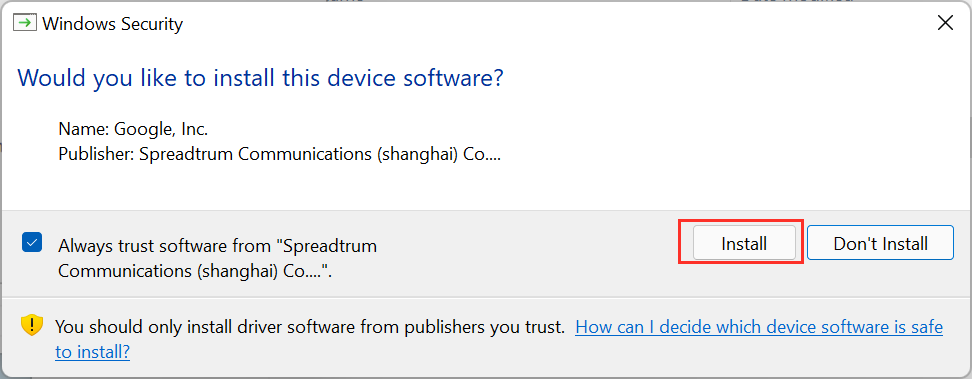 Windows Security
Would you like to install this device software?
Name: Google, Inc.
Publisher: Spreadtrum Communications (shanghai) Co....
Always trust software from "Spreadtrum
Communications (shanghai) Co....".
Install
Don't Install
You should only install driver software from publishers you trust. How can I decide which device software is safe
to install?